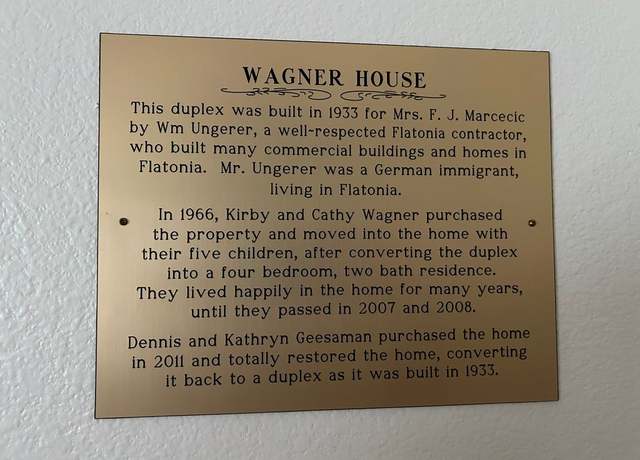 WAGNER HOUSE
This duplex was built in 1933 for Mrs. F. J. Marcecic
by Wm Ungerer, a well-respected Flatonia contractor,
who built many commercial buildings and homes in
Flatonia. Mr. Ungerer was a German immigrant,
living in Flatonia.
In 1966, Kirby and Cathy Wagner purchased
the property and moved into the home with
their five children, after converting the duplex
into a four bedroom, two bath residence.
They lived happily in the home for many years,
until they passed in 2007 and 2008.
Dennis and Kathryn Geesaman purchased the home
in 2011 and totally restored the home, converting
it back to a duplex as it was built in 1933.